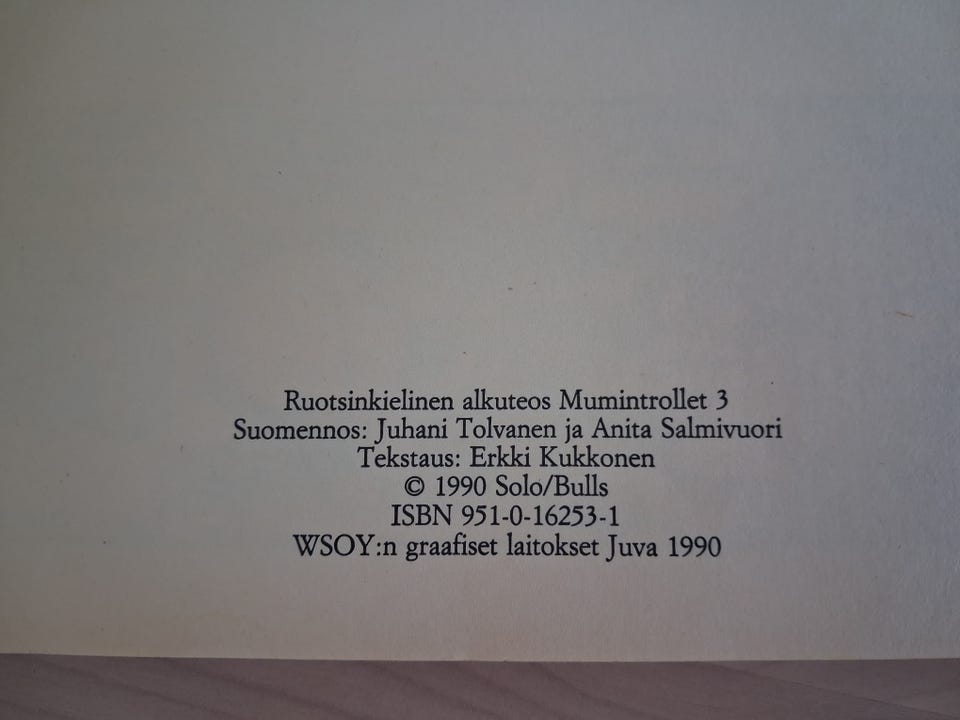 Ruotsinkielinen alkuteos Mumintrollet 3
Suomennos: Juhani Tolvanen ja Anita Salmivuori
Tekstaus: Erkki Kukkonen
© 1990 Solo/Bulls
ISBN 951-0-16253-1
WSOY:n graafiset laitokset Juva 1990